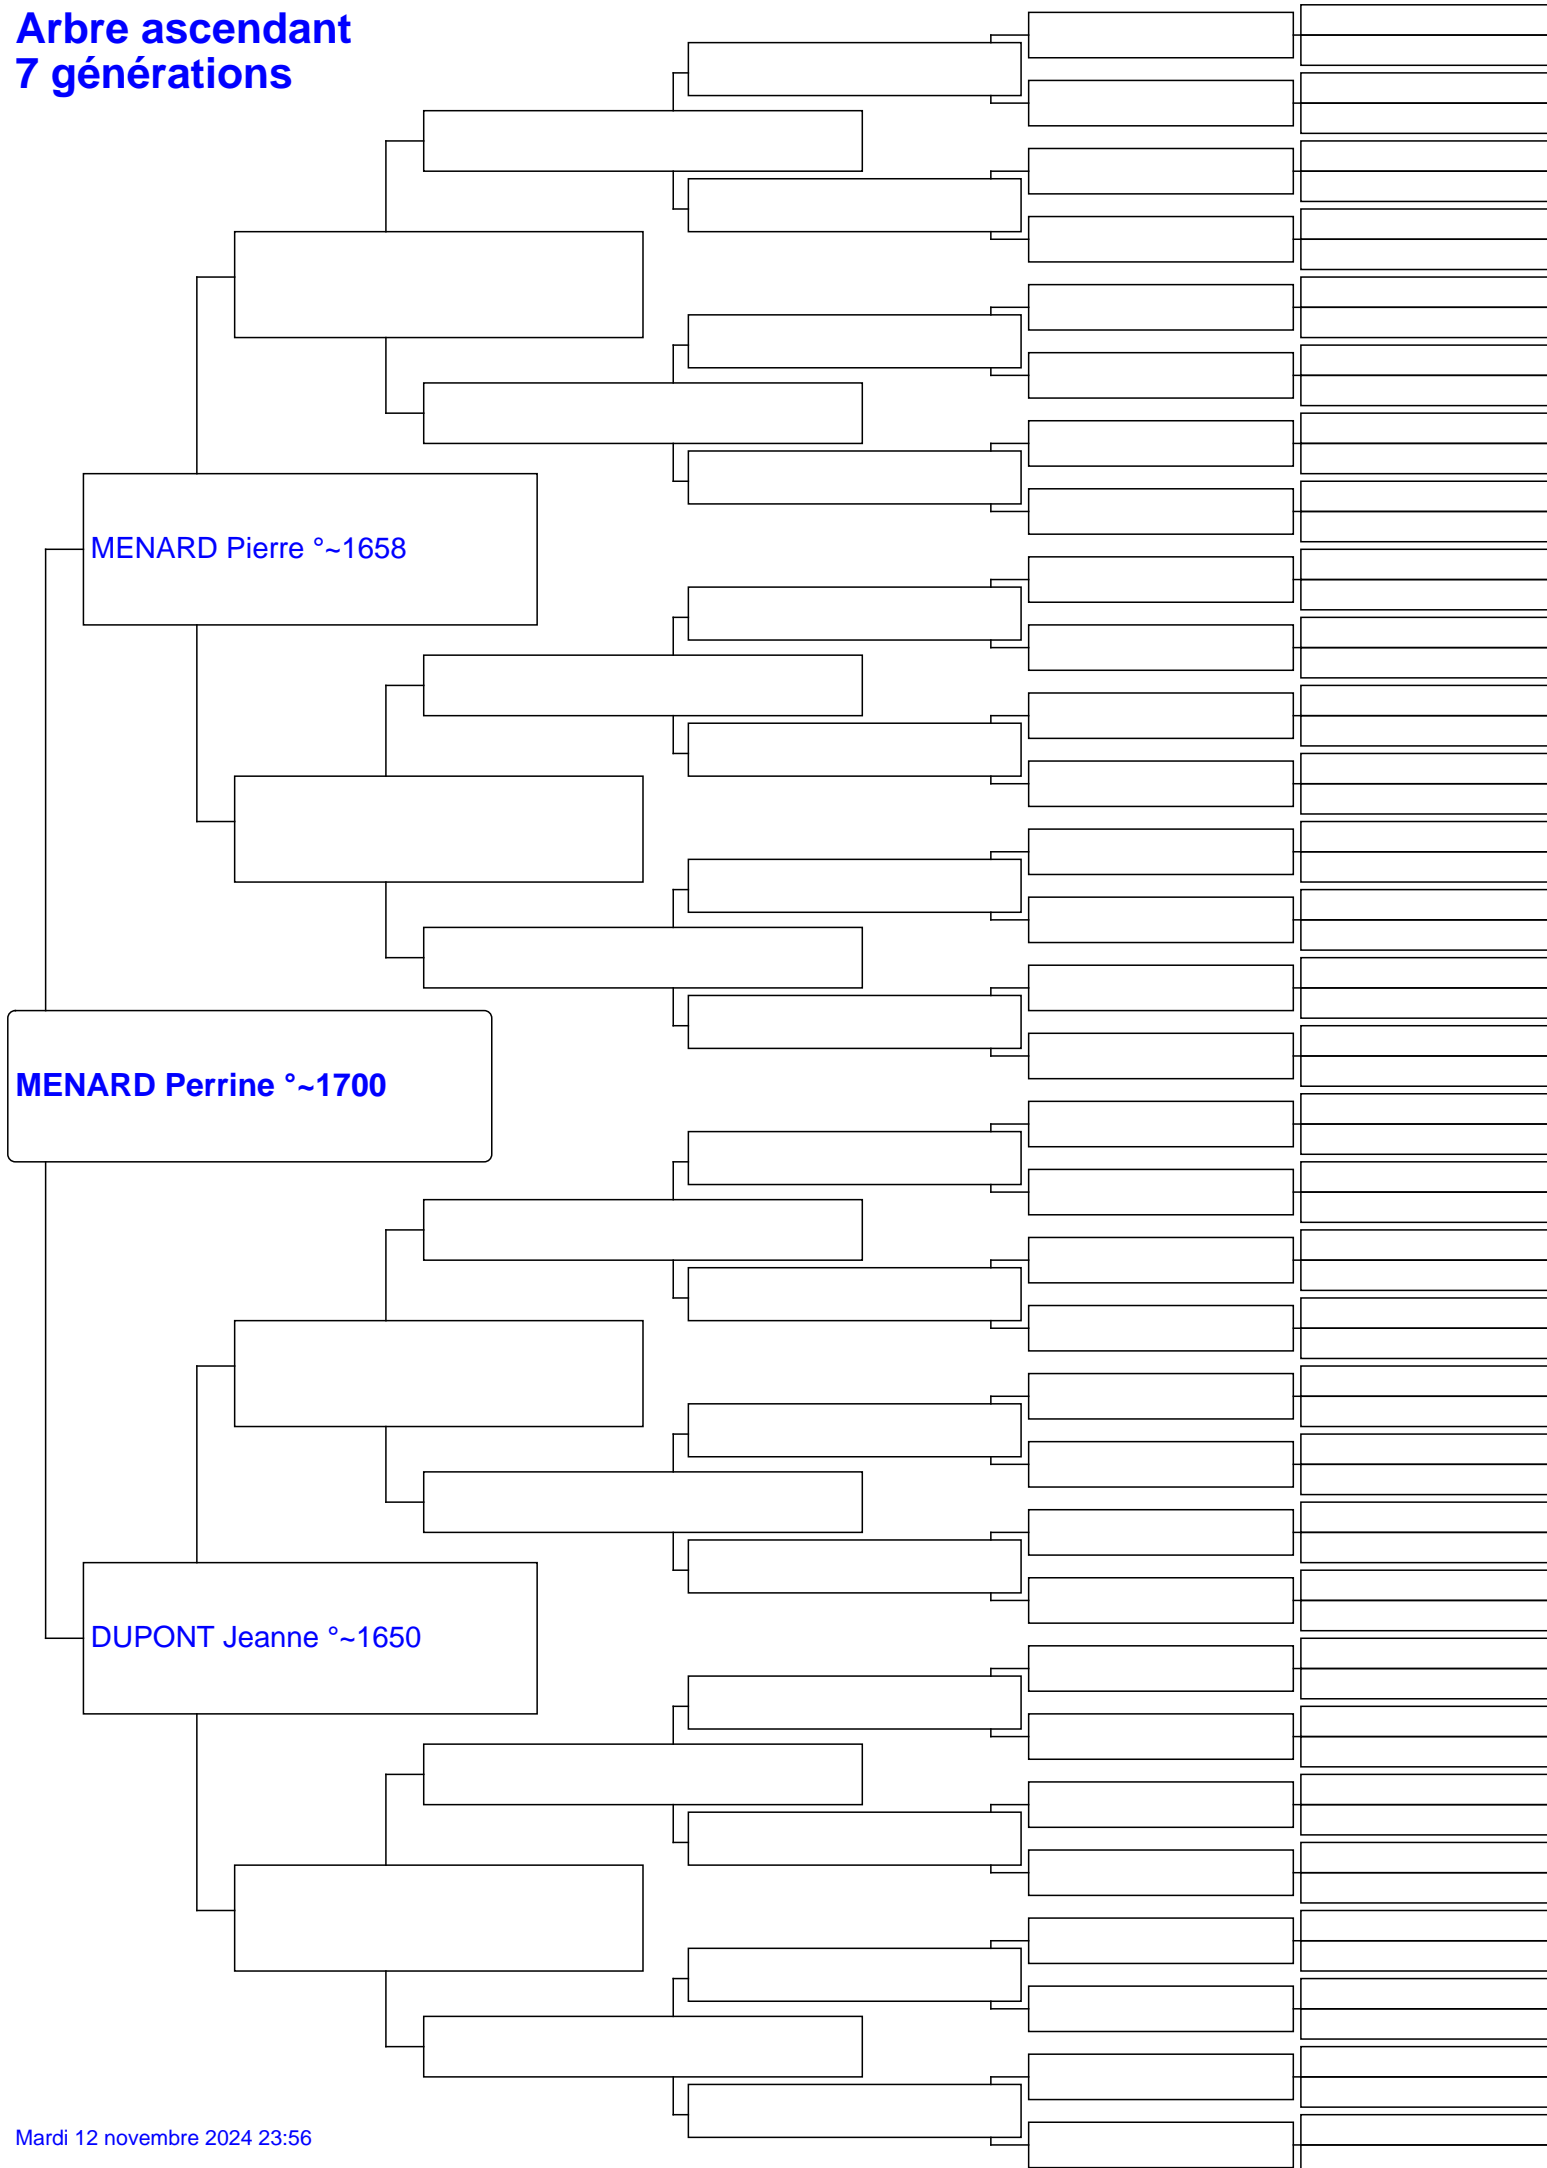 Arbre ascendant
7 générations
MENARD Pierre °~1658
MENARD Perrine °~1700
DUPONT Jeanne °~1650
Mardi 12 novembre 2024 23:56